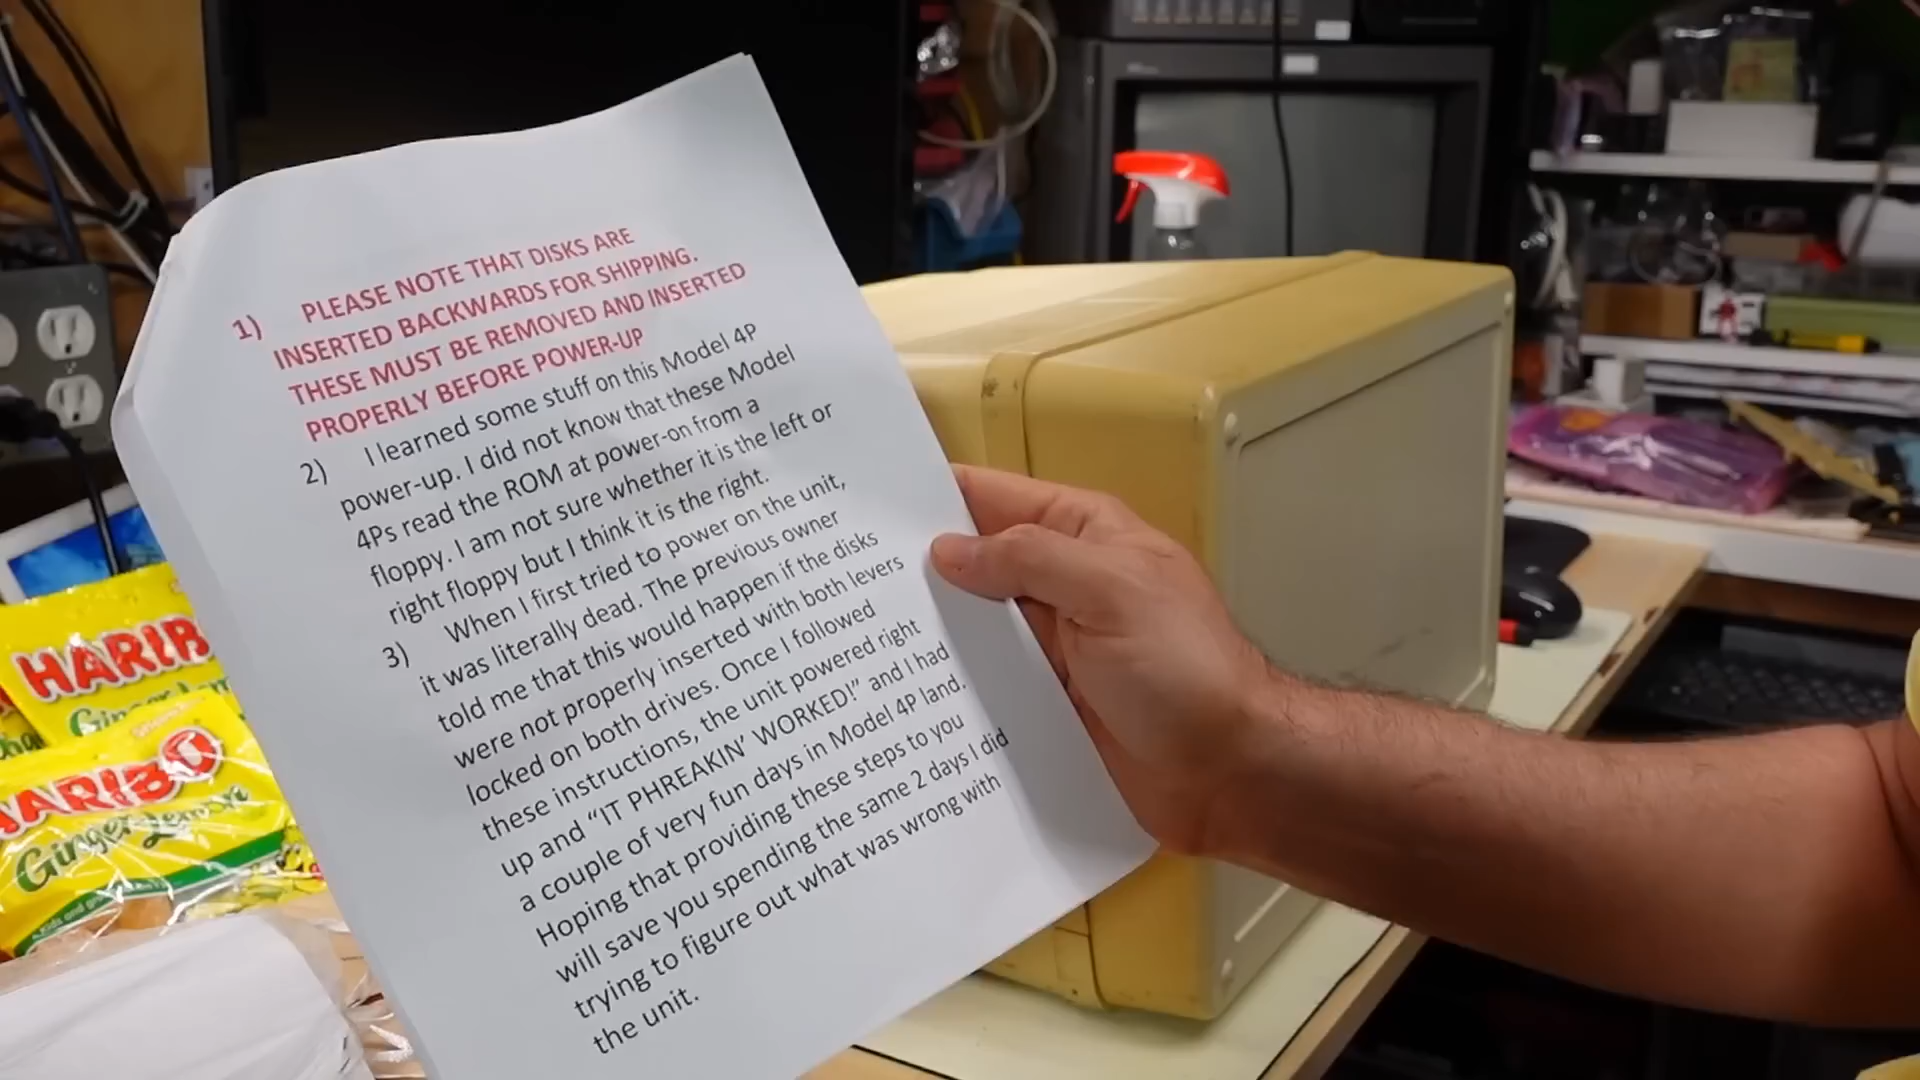 1) PLEASE NOTE THAT DISKS ARE
INSERTED BACKWARDS FOR SHIPPING.
THESE MUST BE REMOVED AND INSERTED
PROPERLY BEFORE POWER-UP
2) I learned some stuff on this Model 4P
power-up. I did not know that these Model
4Ps read the ROM at power-on from a
floppy. I am not sure whether it is the left or
right floppy but I think it is the right.
3) When I first tried to power on the unit,
it was literally dead. The previous owner
told me that this would happen if the disks
were not properly inserted with both levers
locked on both drives. Once I followed
these instructions, the unit powered right
up and “IT PHREAKIN’ WORKED!” and I had
a couple of very fun days in Model 4P land.
Hoping that providing these steps to you
will save you spending the same 2 days I did
trying to figure out what was wrong with
the unit.
HARIB
Ginger Lem
HARIBO
Ginger Lemon